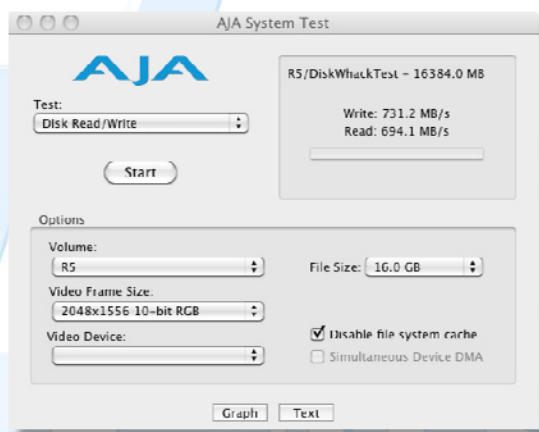 AJA System Test
AJA
R5/DiskWhackTest - 16384.0 MB
Write: 731.2 MB/s
Read: 694.1 MB/s
Test:
Disk Read/Write
Start
Options
Volume:
R5
File Size: 16.0 GB
Video Frame Size:
2048x1556 10-bit RGB
Video Device:
Disable file system cache
Simultaneous Device DMA
Graph
Text